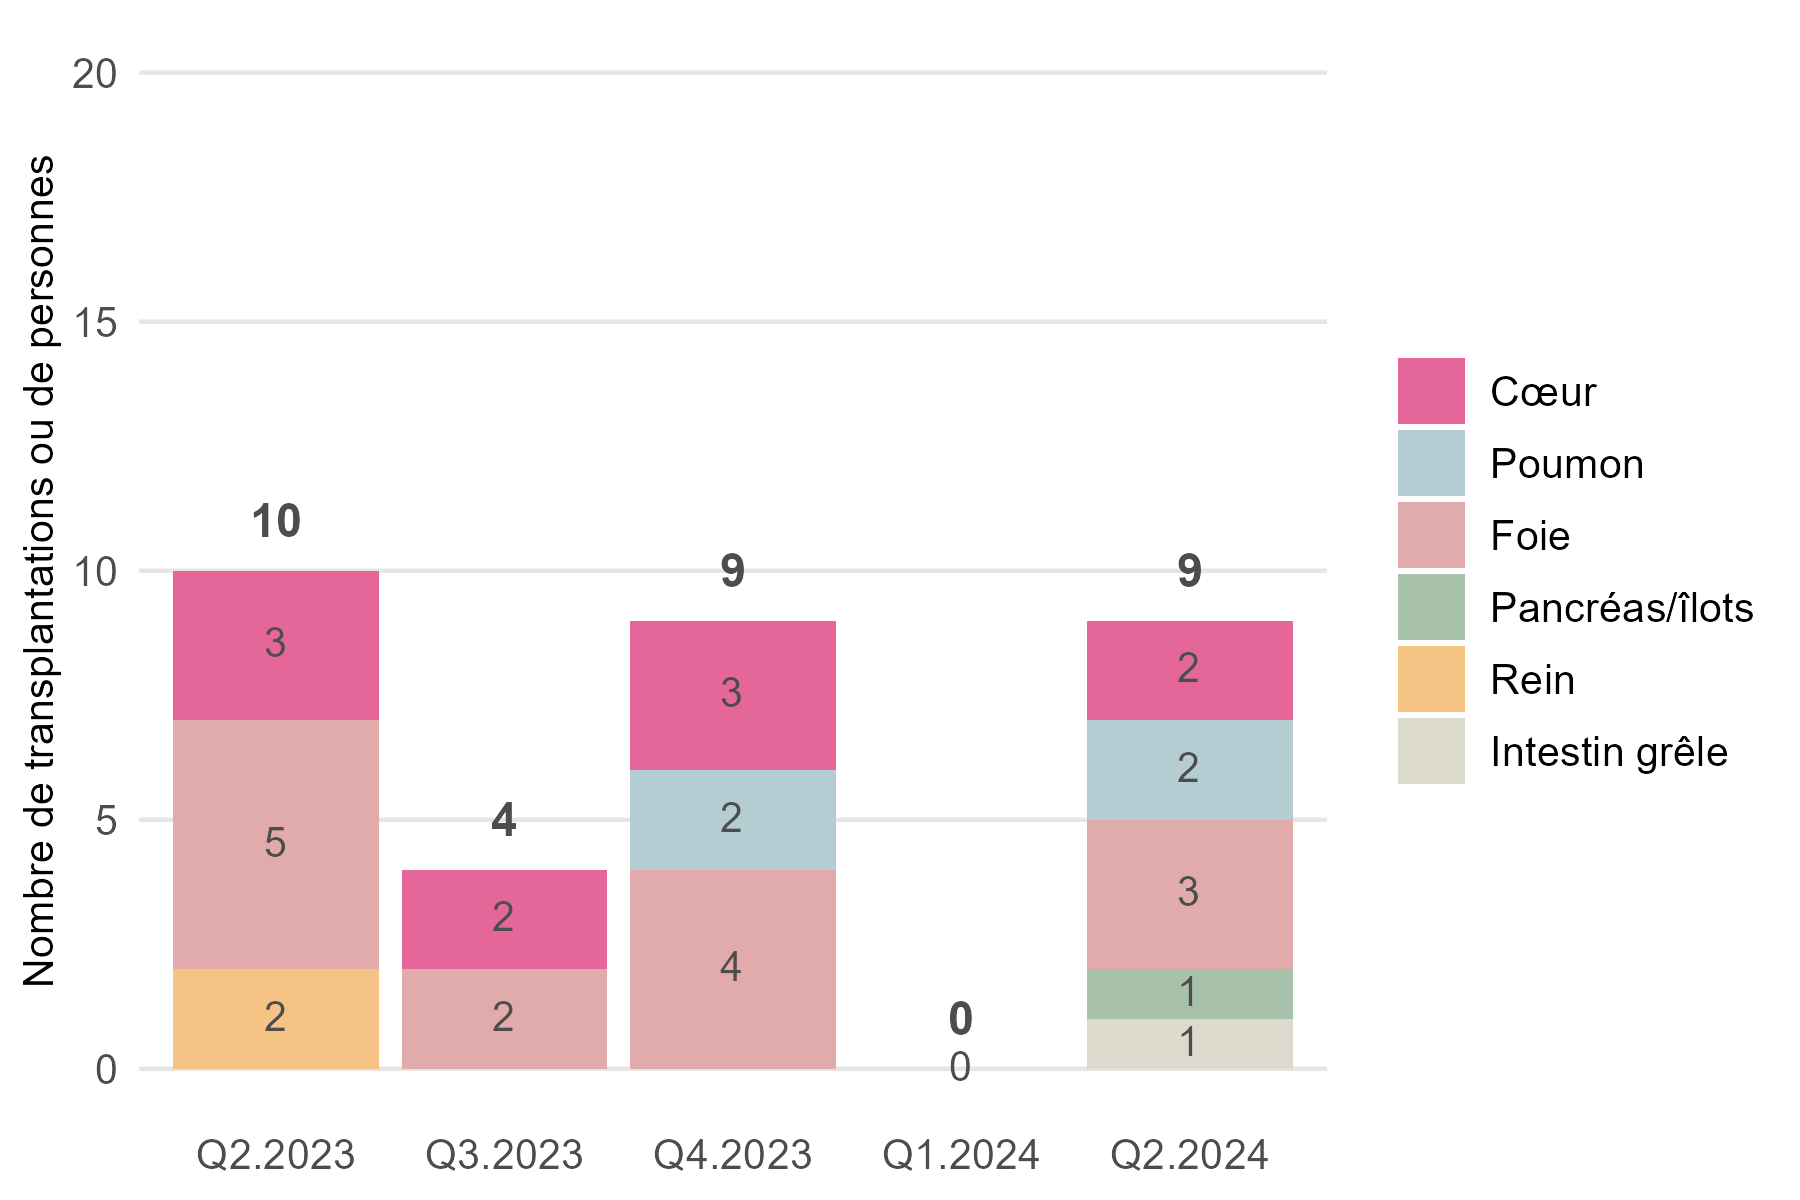 Nombre de transplantations ou de personnes
20
15
10
5
0
10
3
5
2
4
2
2
9
3
2
4
0
0
9
2
2
3
1
1
Q2.2023
Q3.2023
Q4.2023
Q1.2024
Q2.2024
Cœur
Poumon
Foie
Pancréas/îlots
Rein
Intestin grêle